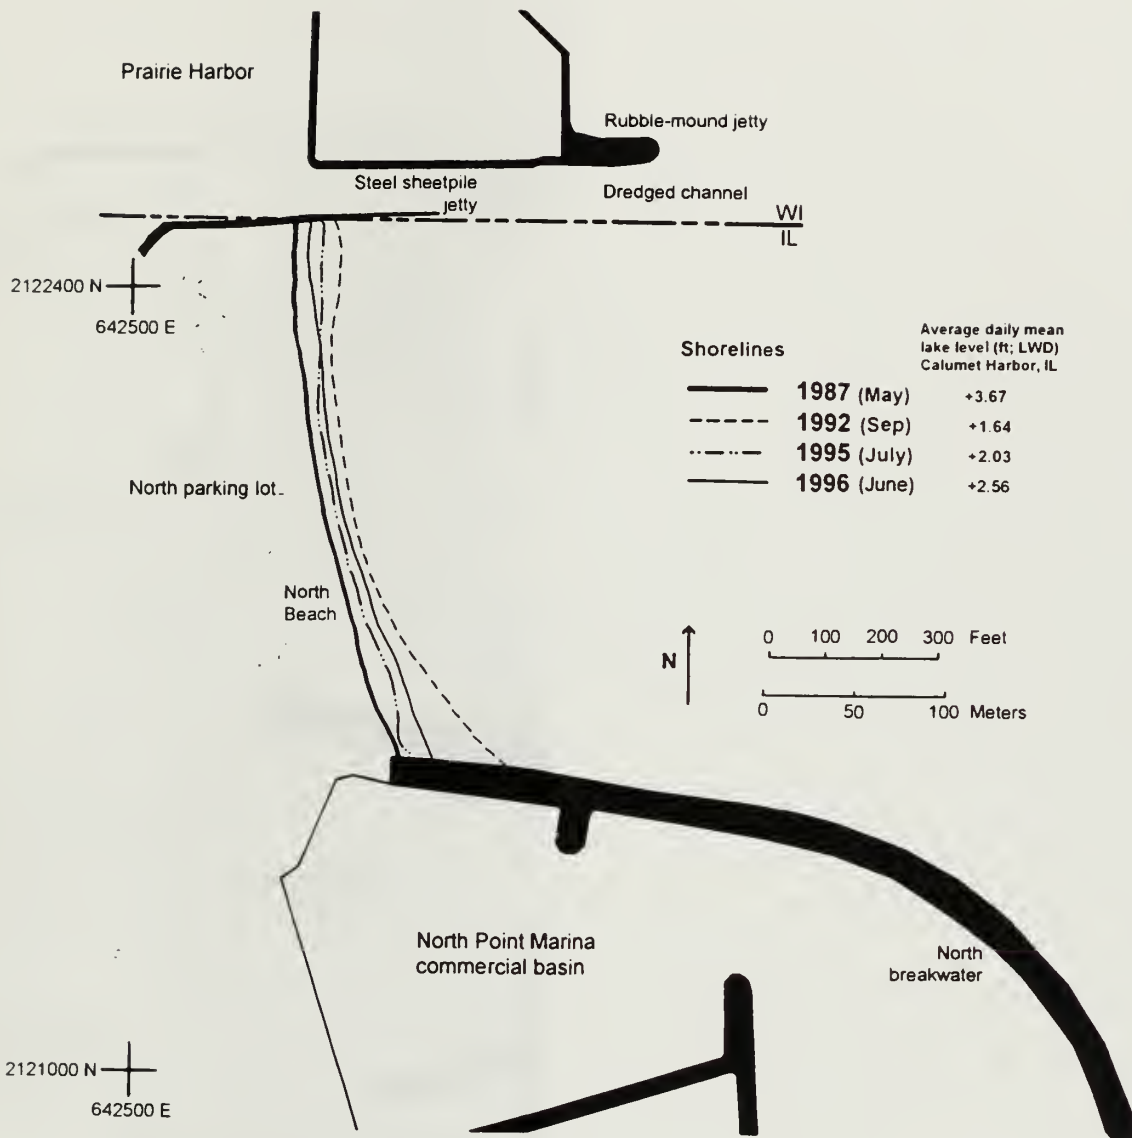 Prairie Harbor
Rubble-mound jetty
Steel sheetpile
jetty
Dredged channel
WI
IL
2122400 N
642500 E
Shorelines
Average daily mean
lake level (ft; LWD)
Calumet Harbor, IL
1987 (May) +3.67
1992 (Sep) +1.64
1995 (July) +2.03
1996 (June) +2.56
North parking lot
North
Beach
N
0 100 200 300 Feet
0 50 100 Meters
North Point Marina
commercial basin
North
breakwater
2121000 N
642500 E